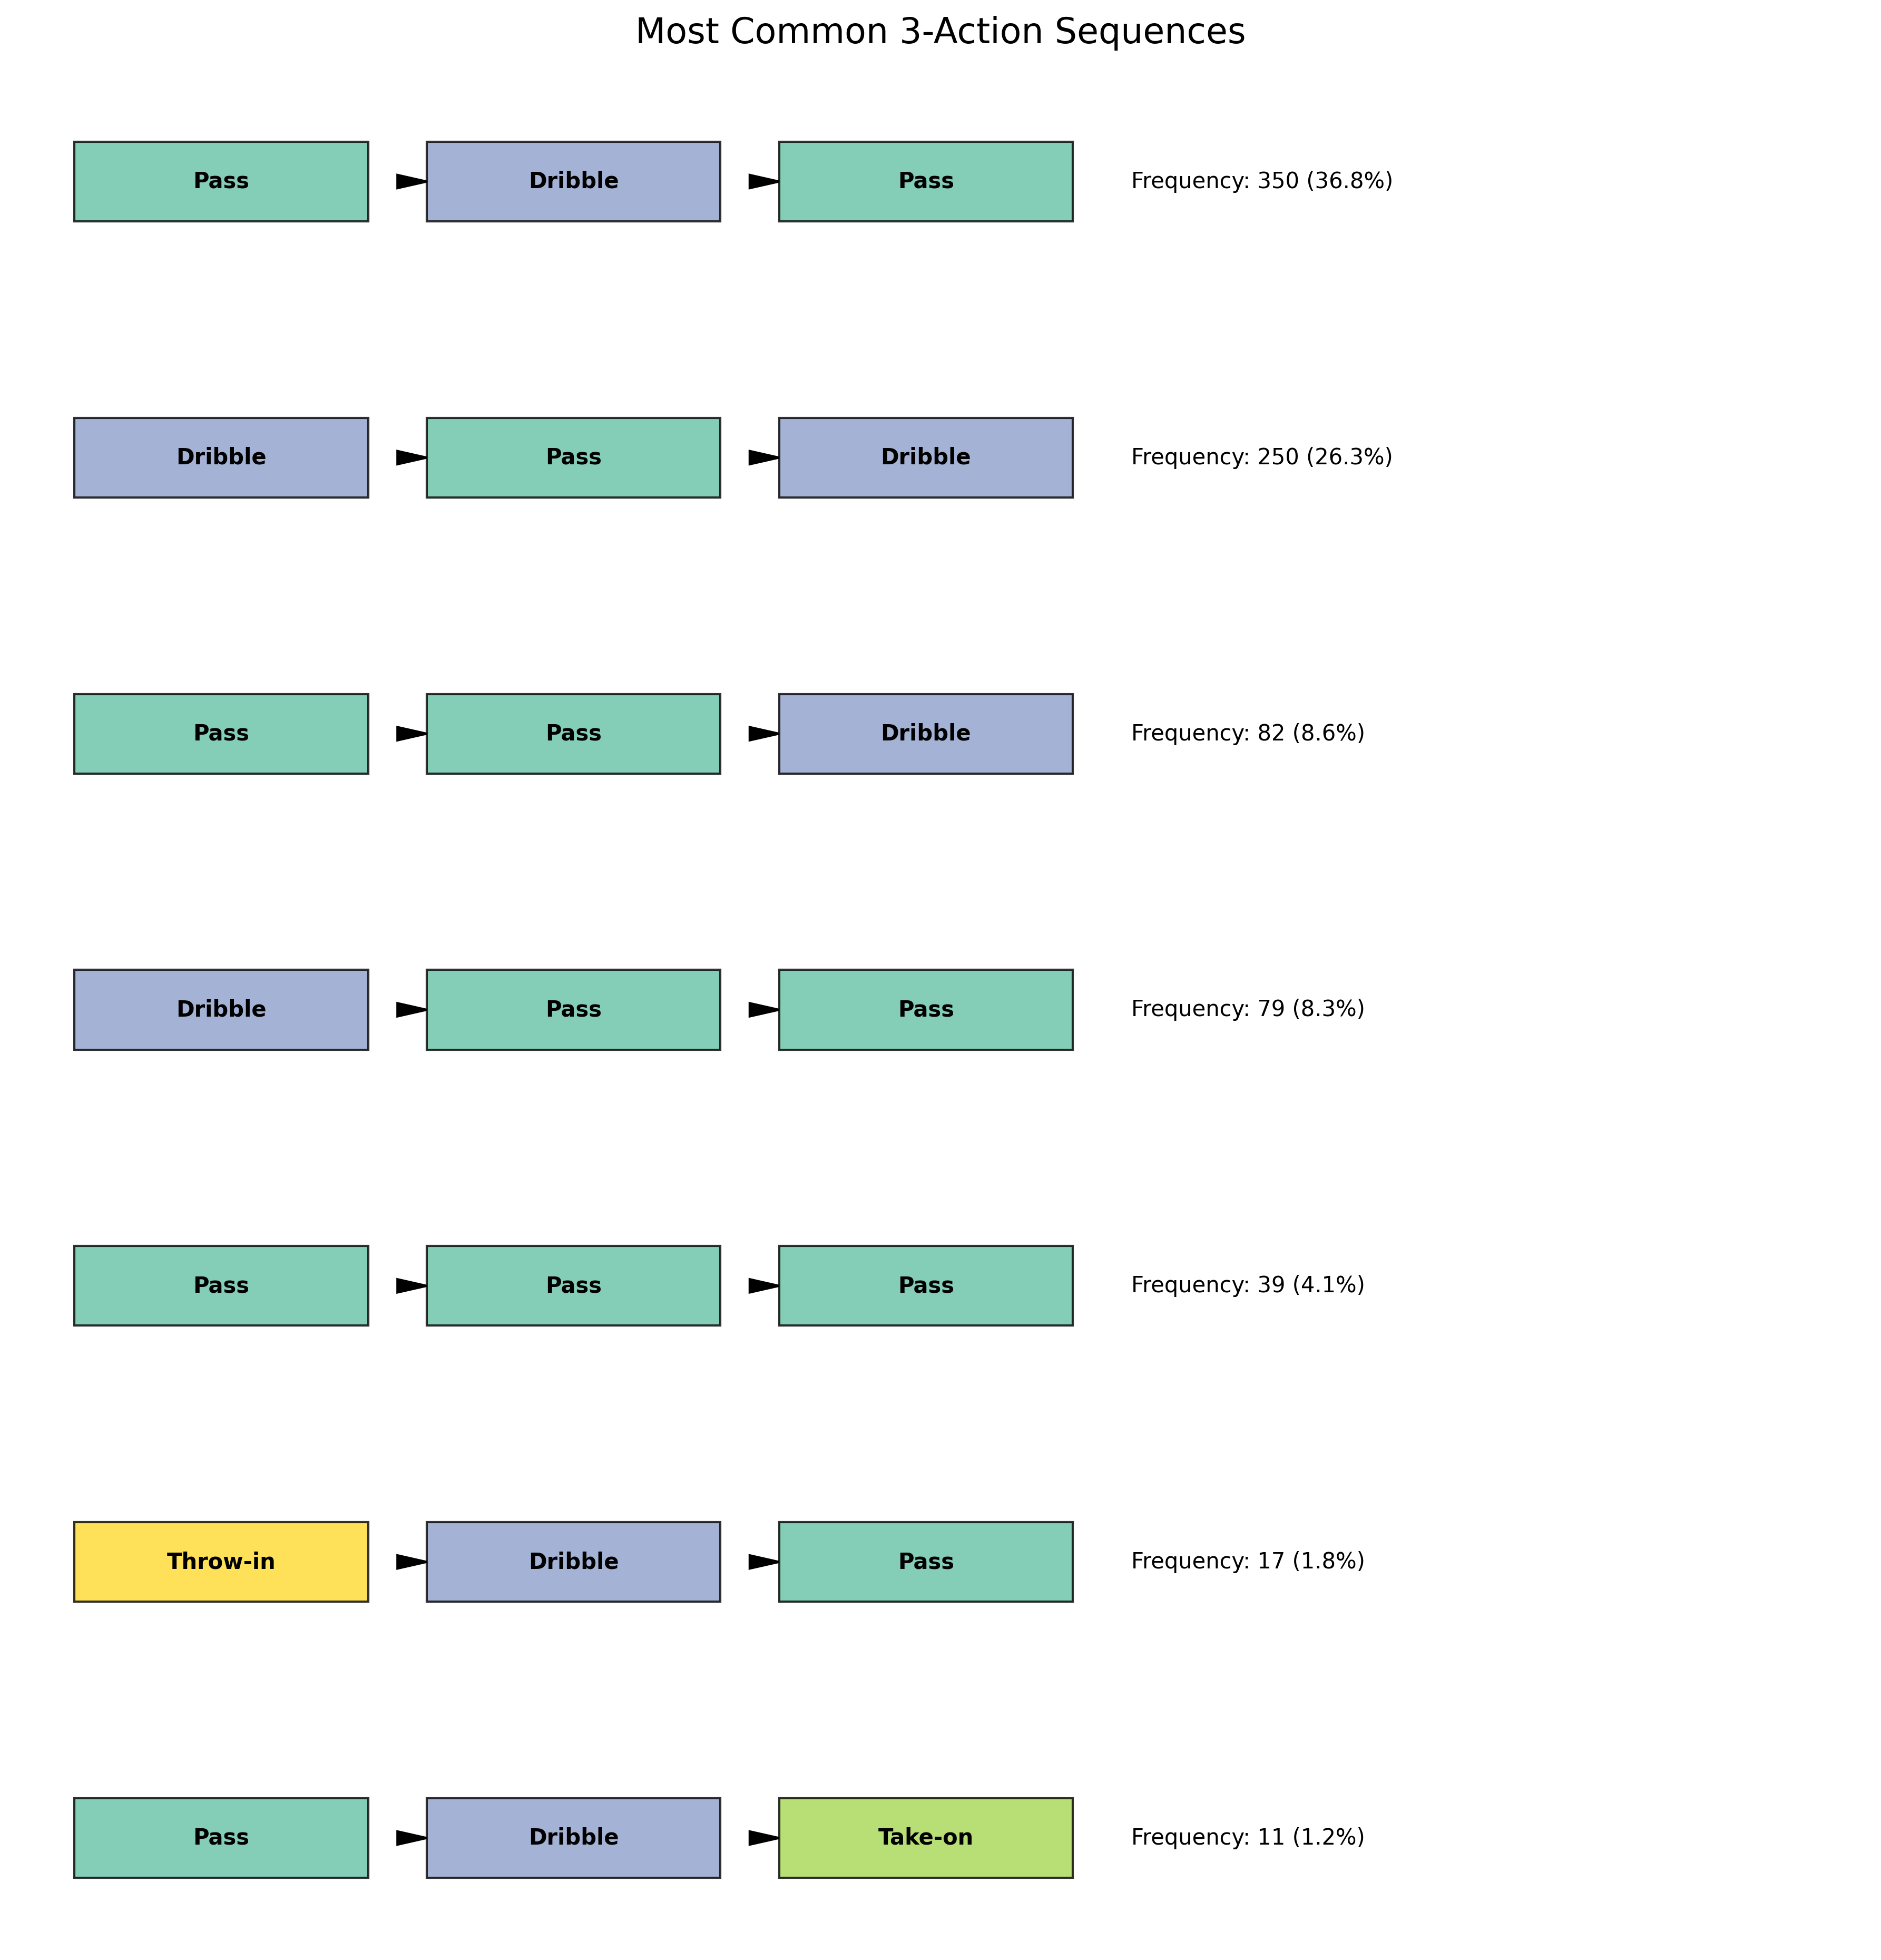 Most Common 3-Action Sequences
Pass Dribble Pass Frequency: 350 (36.8%)
Dribble Pass Dribble Frequency: 250 (26.3%)
Pass Pass Dribble Frequency: 82 (8.6%)
Dribble Pass Pass Frequency: 79 (8.3%)
Pass Pass Pass Frequency: 39 (4.1%)
Throw-in Dribble Pass Frequency: 17 (1.8%)
Pass Dribble Take-on Frequency: 11 (1.2%)